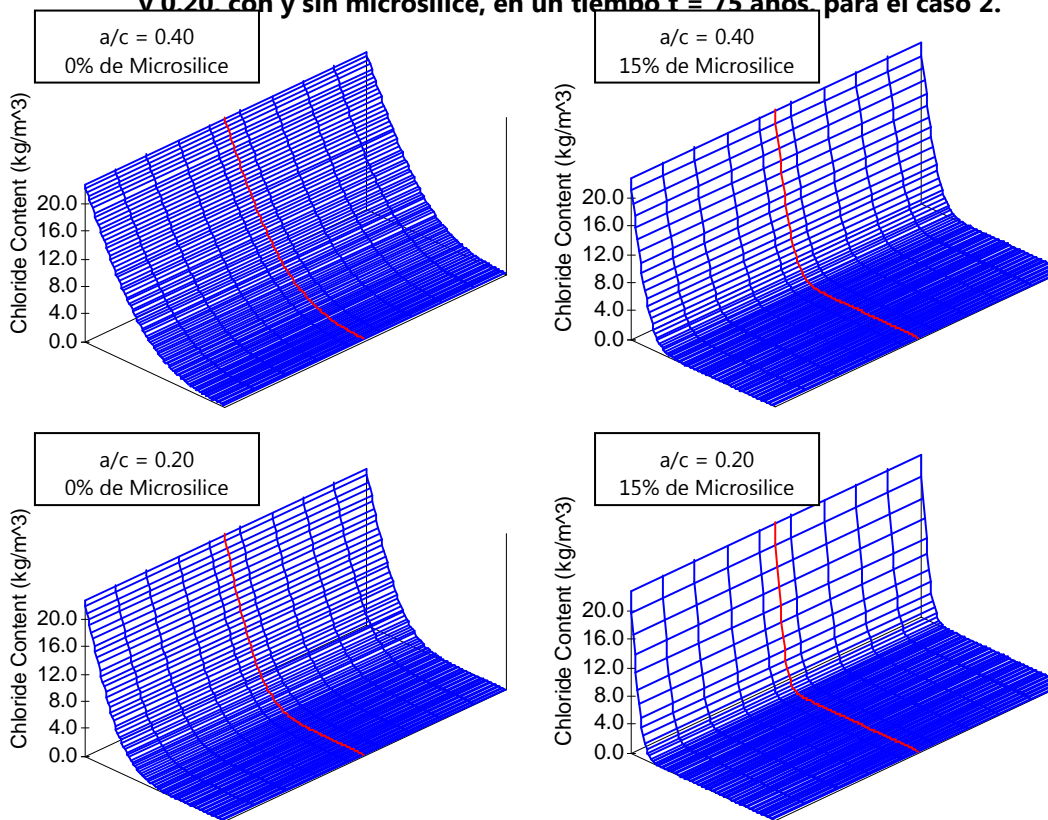 y 0.20, con y sin microsilice, en un tiempo t = 75 años, para el caso 2.
a/c = 0.40
0% de Microsilice
Chloride Content (kg/m^3)
20.0
16.0
12.0
8.0
4.0
0.0
a/c = 0.40
15% de Microsilice
Chloride Content (kg/m^3)
20.0
16.0
12.0
8.0
4.0
0.0
a/c = 0.20
0% de Microsilice
Chloride Content (kg/m^3)
20.0
16.0
12.0
8.0
4.0
0.0
a/c = 0.20
15% de Microsilice
Chloride Content (kg/m^3)
20.0
16.0
12.0
8.0
4.0
0.0